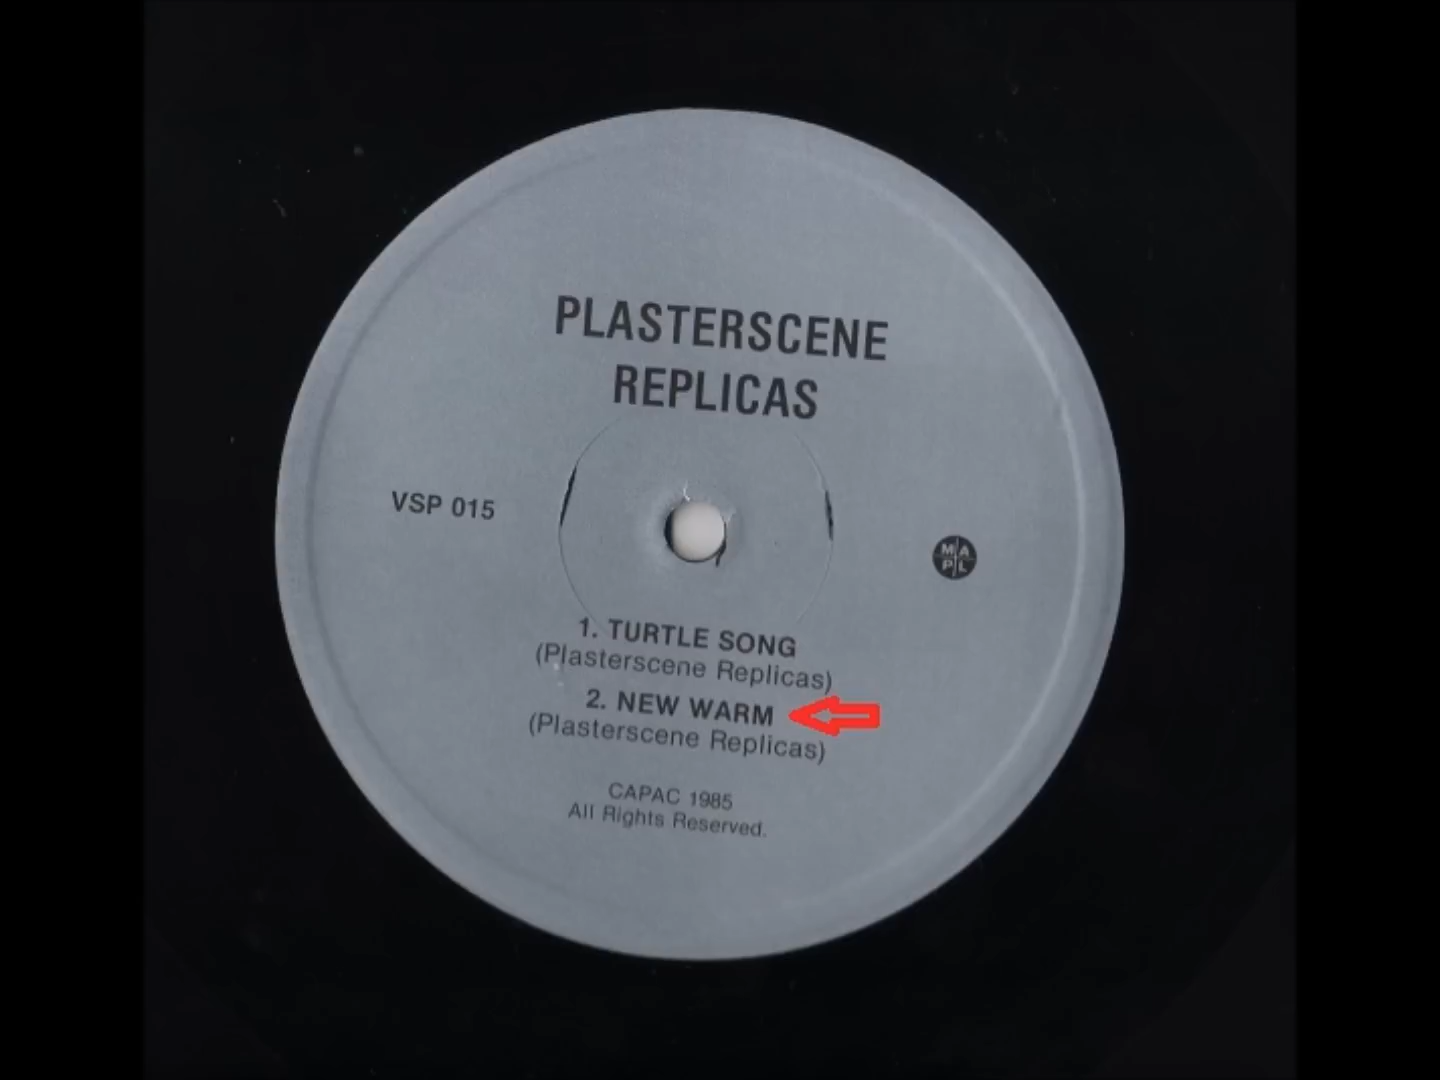 PLASTERSCENE
REPLICAS
VSP 015
M A
P L
1. TURTLE SONG
(Plasterscene Replicas)
2. NEW WARM
(Plasterscene Replicas)
CAPAC 1985
All Rights Reserved.